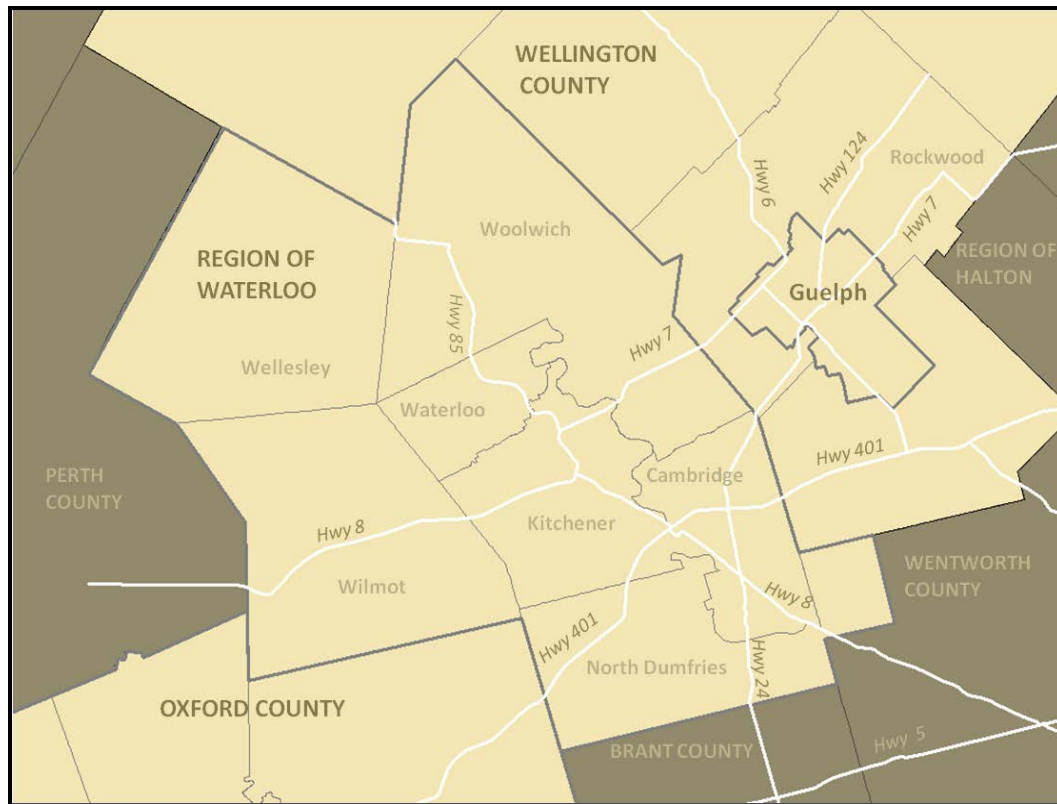 WELLINGTON
COUNTY
Hwy 124
Rockwood
Hwy 6
Hwy 7
Woolwich
REGION OF
WATERLOO
REGION OF
HALTON
Guelph
Hwy 85
Hwy 7
Wellesley
Waterloo
Hwy 401
PERTH
COUNTY
Cambridge
Kitchener
Hwy 8
WENTWORTH
COUNTY
Wilmot
Hwy 8
Hwy 401
North Dumfries
Hwy 24
OXFORD COUNTY
BRANT COUNTY
Hwy 5